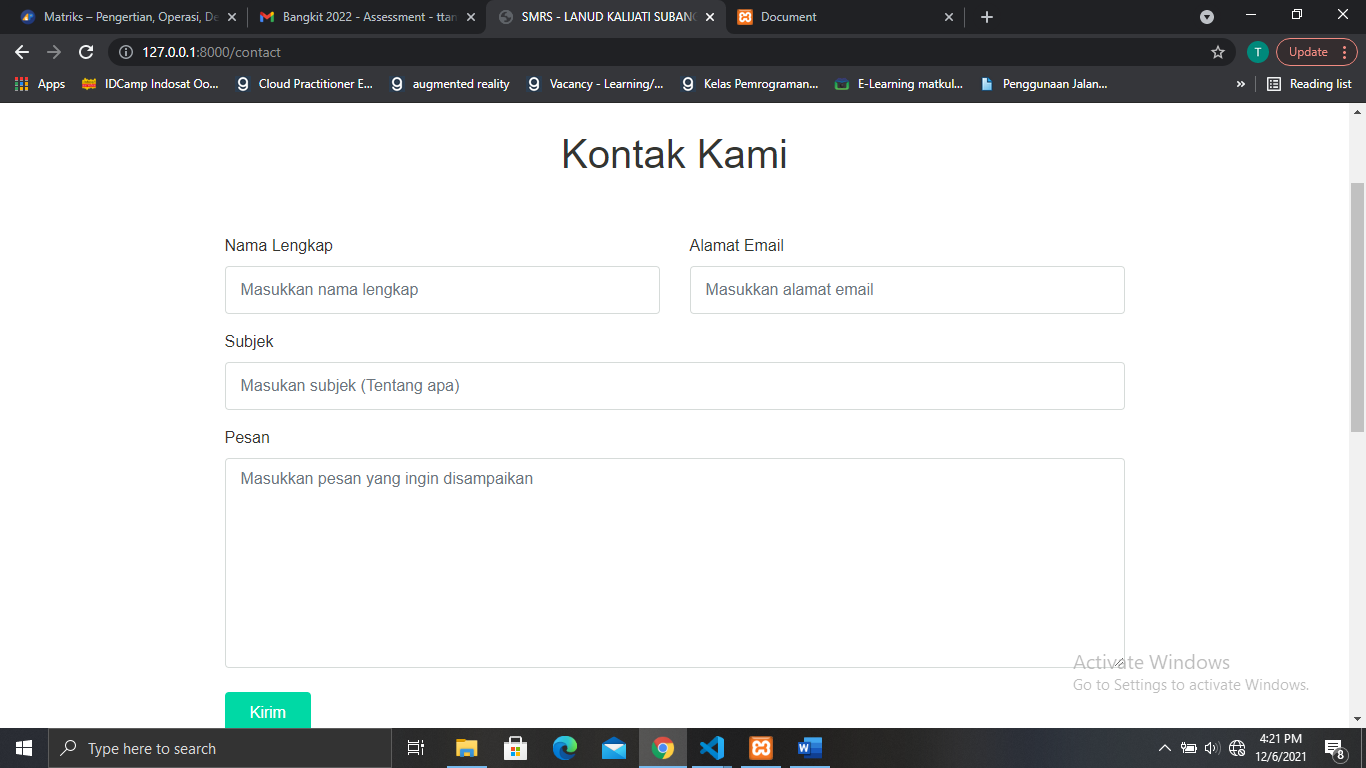 Matriks – Pengertian, Operasi, De
Bangkit 2022 - Assessment - ttan
SMRS - LANUD KALIJATI SUBANG
Document
127.0.0.1:8000/contact
T
Update
Apps
IDCamp Indosat Oo...
Cloud Practitioner E...
augmented reality
Vacancy - Learning/...
Kelas Pemrograman...
E-Learning matkul...
Penggunaan Jalan...
»
Reading list
Kontak Kami
Nama Lengkap
Alamat Email
Masukkan nama lengkap
Masukkan alamat email
Subjek
Masukan subjek (Tentang apa)
Pesan
Masukkan pesan yang ingin disampaikan
Activate Windows
Go to Settings to activate Windows.
Kirim
Type here to search
4:21 PM
12/6/2021
8